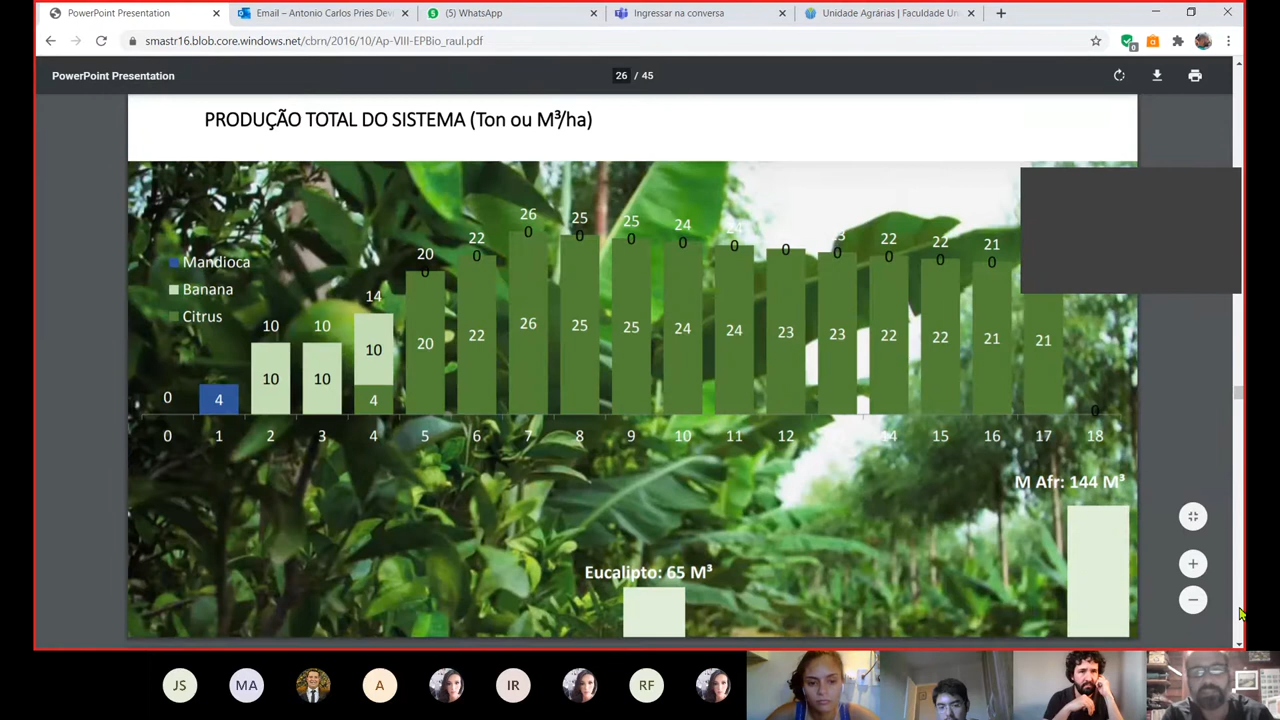 PowerPoint Presentation
Email – Antonio Carlos Pries Devi
(5) WhatsApp
Ingressar na conversa
Unidade Agrárias | Faculdade Un
smastr16.blob.core.windows.net/cbrn/2016/10/Ap-VIII-EPBio_raul.pdf
0
PowerPoint Presentation
26 / 45
PRODUÇÃO TOTAL DO SISTEMA (Ton ou M³/ha)
26 25 25 24
20 22 22 22 21
0 0 0 0 0 0 0 0 0 0 0 0
Mandioca
Banana
Citrus
10 10 14
0 4 10 10 10 4 20 22 26 25 25 24 24 23 23 22 22 21 21 0
0 1 2 3 4 5 6 7 8 9 10 11 12 14 15 16 17 18
M Afr: 144 M³
Eucalipto: 65 M³
JS MA A IR RF